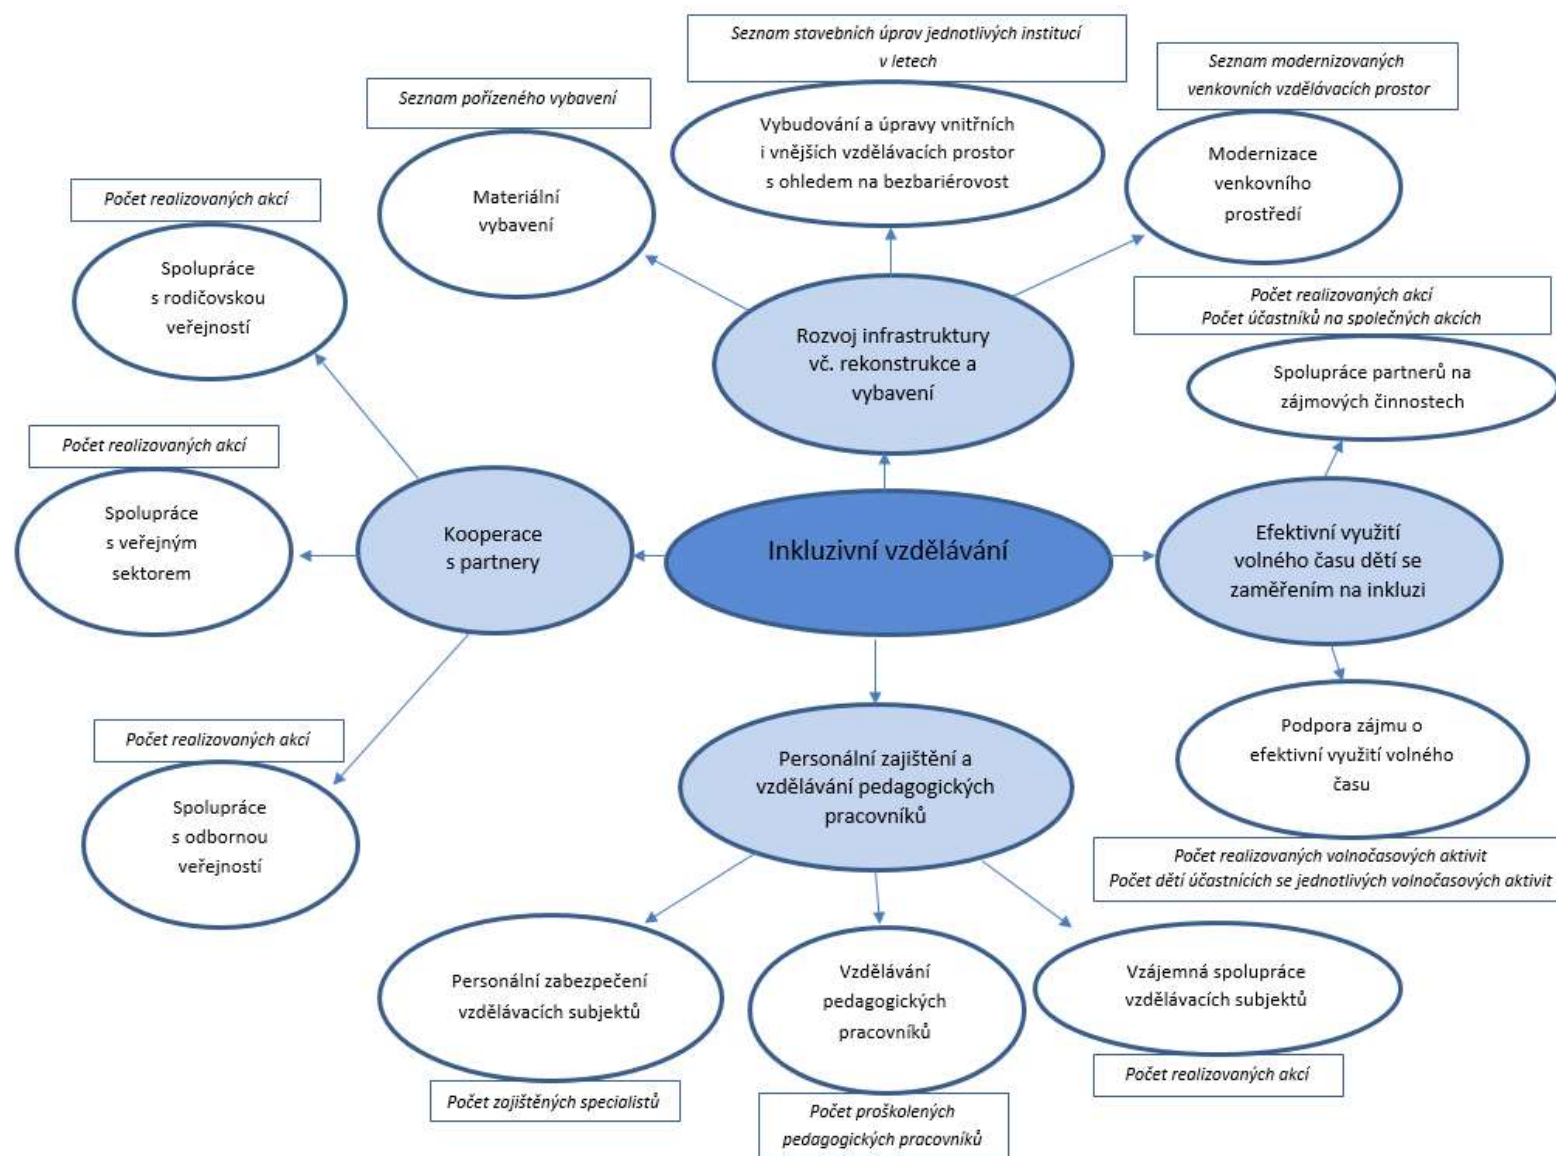 Seznam stavebních úprav jednotlivých institucí
v letech
Seznam modernizovaných
venkovních vzdělávacích prostor
Seznam pořízeného vybavení
Vybudování a úpravy vnitřních
i vnějších vzdělávacích prostor
s ohledem na bezbariérovost
Modernizace
venkovního
prostředí
Materiální
vybavení
Počet realizovaných akcí
Spolupráce
s rodičovskou
veřejností
Rozvoj infrastruktury
vč. rekonstrukce a
vybavení
Počet realizovaných akcí
Počet účastníků na společných akcích
Spolupráce partnerů na
zájmových činnostech
Počet realizovaných akcí
Spolupráce
s veřejným
sektorem
Kooperace
s partnery
Inkluzivní vzdělávání
Efektivní využití
volného času dětí se
zaměřením na inkluzi
Počet realizovaných akcí
Spolupráce
s odbornou
veřejností
Personální zajištění a
vzdělávání pedagogických
pracovníků
Podpora zájmu o
efektivní využití volného
času
Počet realizovaných volnočasových aktivit
Počet dětí účastnících se jednotlivých volnočasových aktivit
Personální zabezpečení
vzdělávacích subjektů
Vzdělávání
pedagogických
pracovníků
Vzájemná spolupráce
vzdělávacích subjektů
Počet zajištěných specialistů
Počet proškolených
pedagogických pracovníků
Počet realizovaných akcí